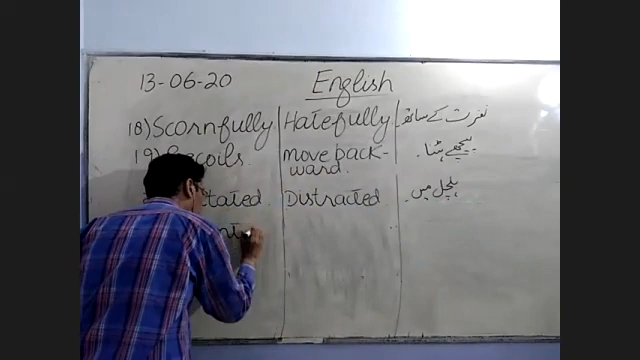 13-06-20 English
18) Scornfully Hatefully نفرت کے ساتھ
19) Recoils. move back-ward. پیچھے ہٹنا.
tated. Distracted ہلچل میں.